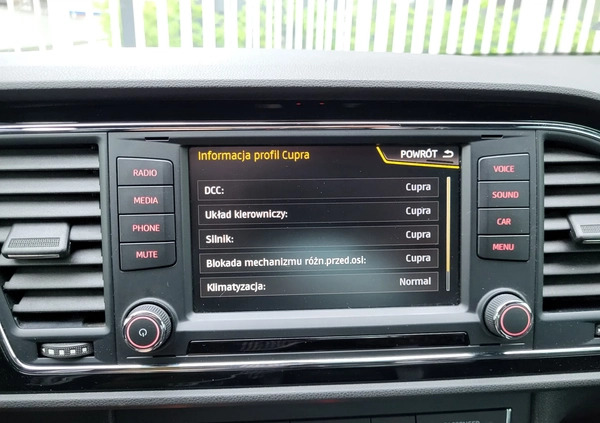 Informacja profil Cupra
POWRÓT
DCC: Cupra
Układ kierowniczy: Cupra
Silnik: Cupra
Blokada mechanizmu różn.przed.osi: Cupra
Klimatyzacja: Normal
RADIO
MEDIA
PHONE
MUTE
VOICE
SOUND
CAR
MENU